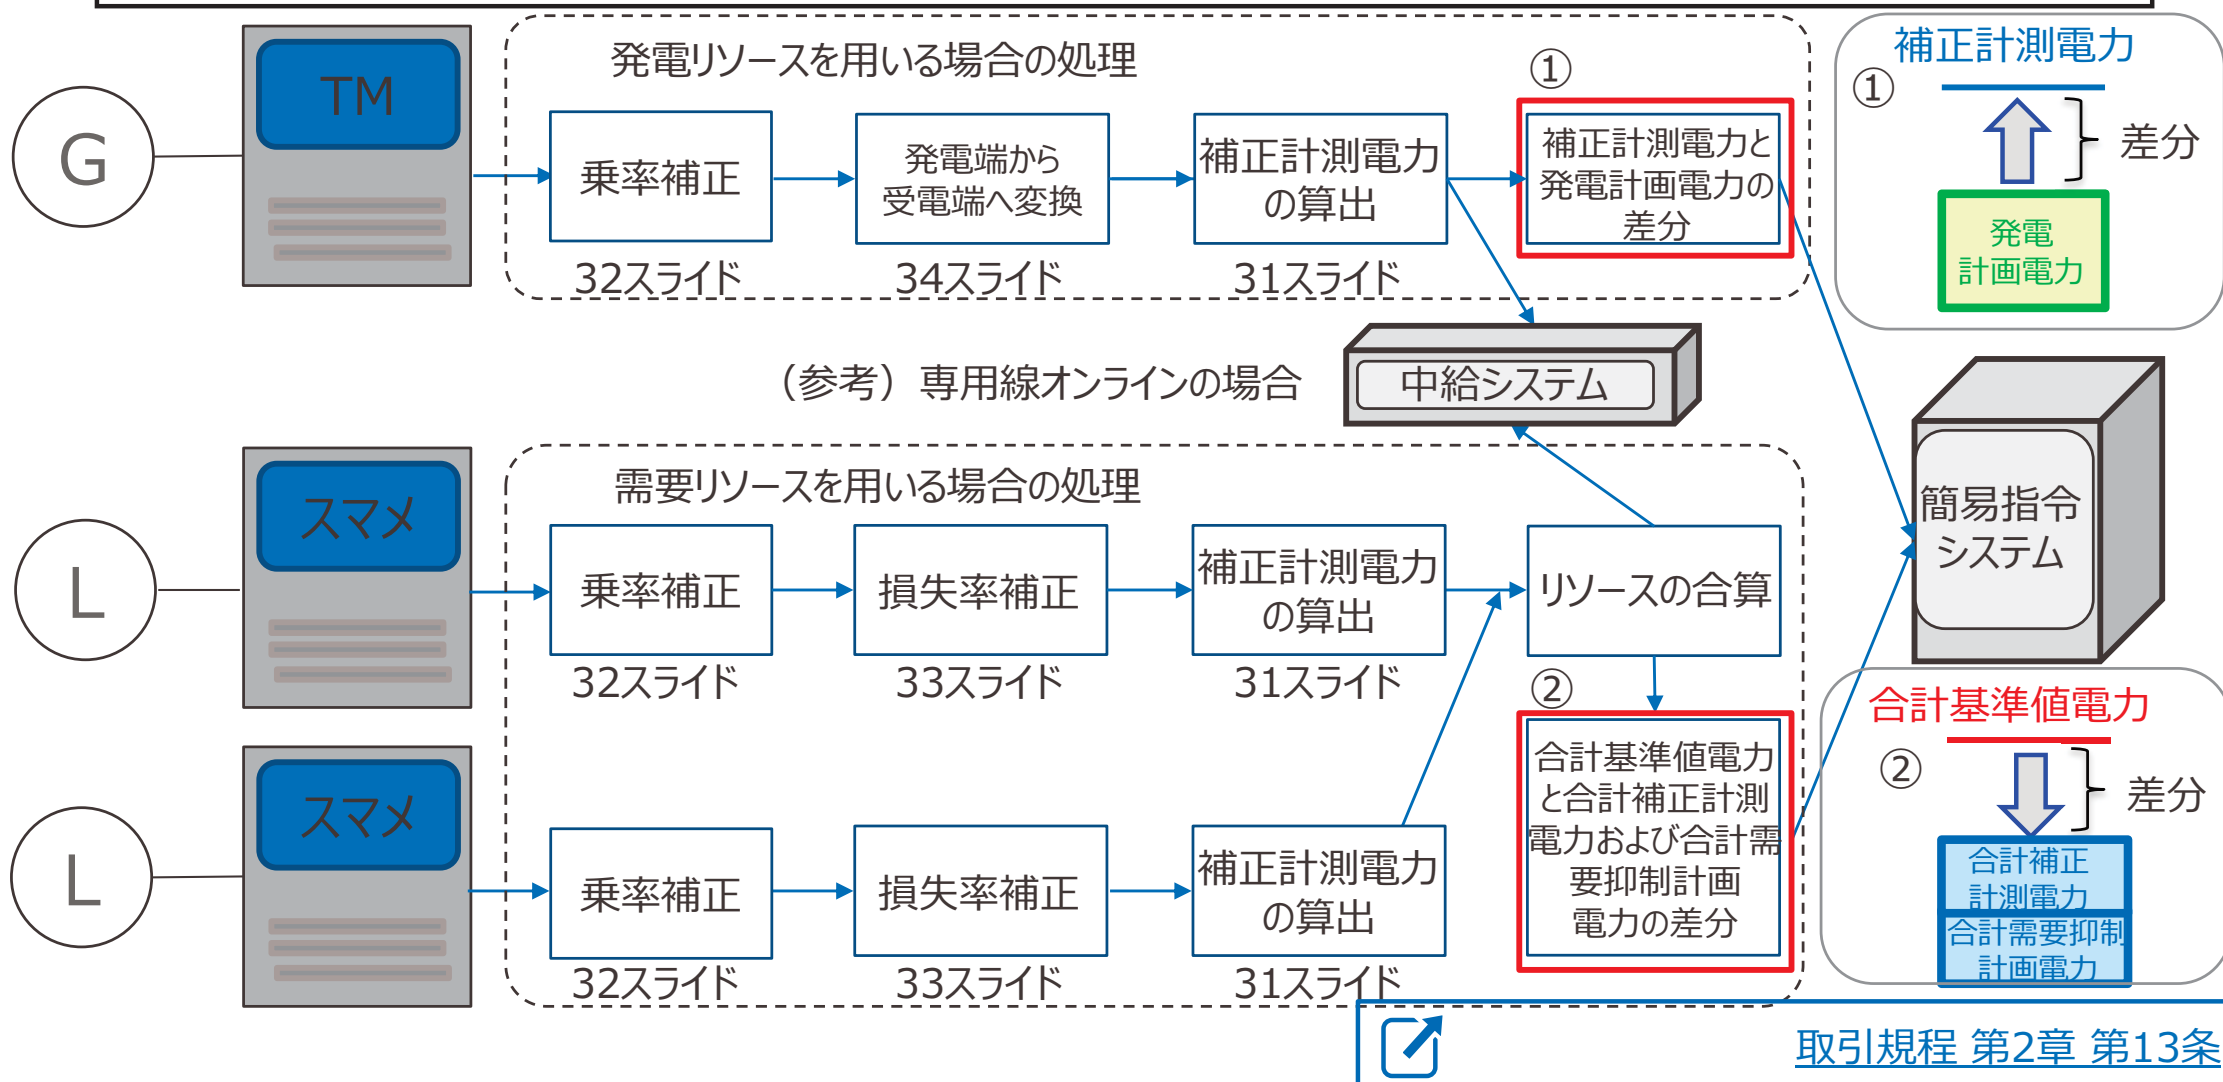 発電リソースを用いる場合の処理
①
補正計測電力
①
差分
発電
計画電力
G
TM
乗率補正
発電端から
受電端へ変換
補正計測電力
の算出
補正計測電力と
発電計画電力の
差分
32スライド
34スライド
31スライド
（参考）専用線オンラインの場合
中給システム
簡易指令
システム
需要リソースを用いる場合の処理
L
スマメ
乗率補正
損失率補正
補正計測電力
の算出
リソースの合算
32スライド
33スライド
31スライド
②
合計基準値電力
と合計補正計測
電力および合計需
要抑制計画
電力の差分
L
スマメ
乗率補正
損失率補正
補正計測電力
の算出
32スライド
33スライド
31スライド
合計基準値電力
②
差分
合計補正
計測電力
合計需要抑制
計画電力
取引規程 第2章 第13条